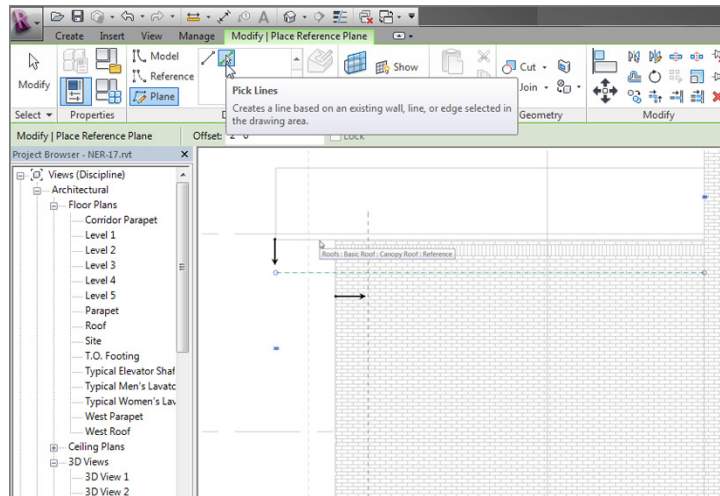 Create Insert View Manage Modify | Place Reference Plane
Modify
Model
Reference
Plane
Show
Cut
Join
Select Properties Geometry Modify
Pick Lines
Creates a line based on an existing wall, line, or edge selected in
the drawing area.
Modify | Place Reference Plane Offset: Lock
Project Browser - NER-17.rvt
Views (Discipline)
Architectural
Floor Plans
Corridor Parapet
Level 1
Level 2
Level 3
Level 4
Level 5
Parapet
Roof
Site
T.O. Footing
Typical Elevator Shaf
Typical Men's Lavatc
Typical Women's Lav
West Parapet
West Roof
Ceiling Plans
3D Views
3D View 1
3D View 2
Roofs : Basic Roof : Canopy Roof : Reference